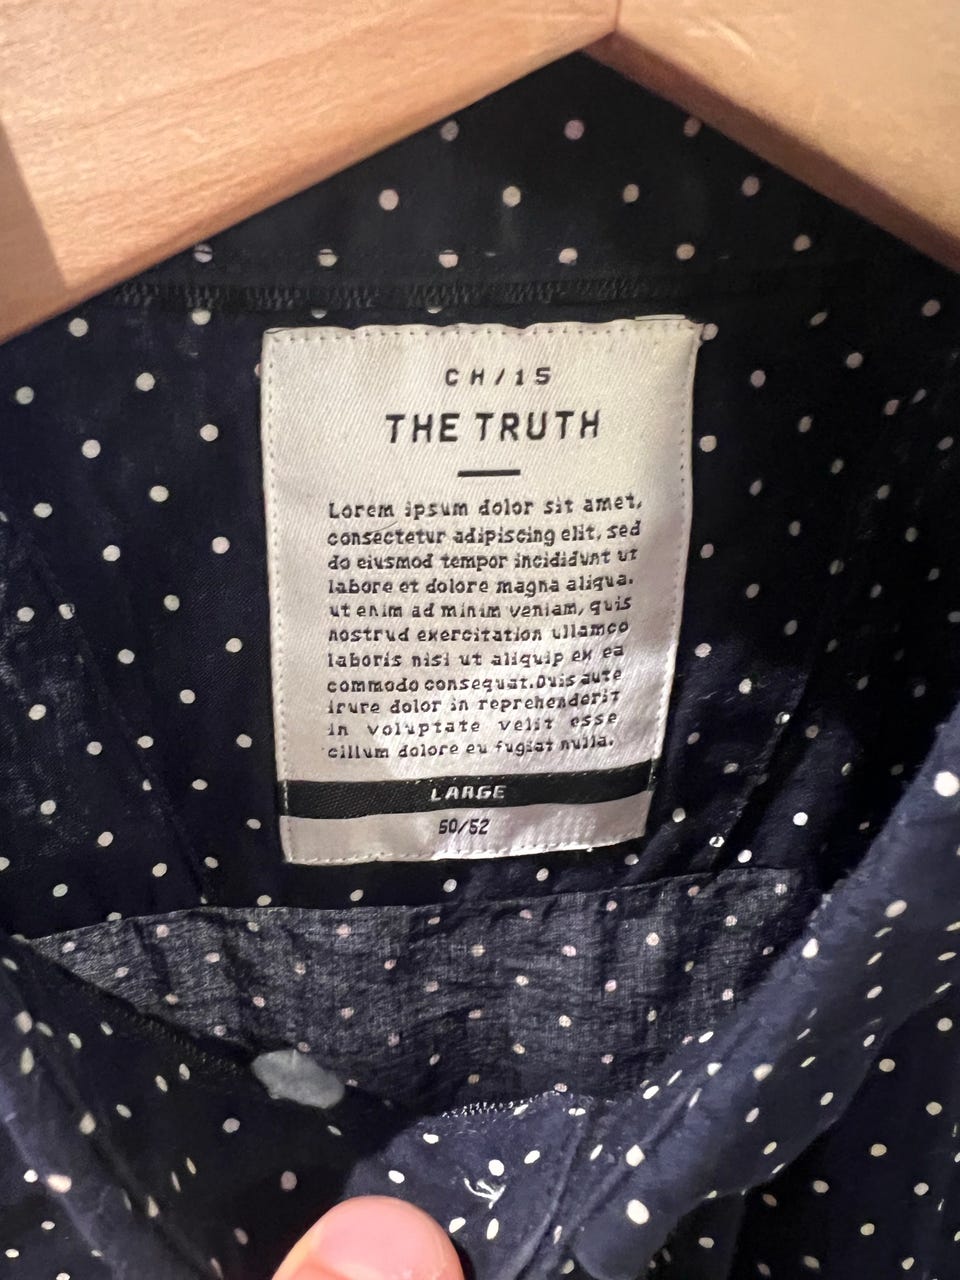 CH/15
THE TRUTH
Lorem ipsum dolor sit amet,
consectetur adipiscing elit, sed
do eiusmod tempor incididunt ut
labore et dolore magna aliqua.
ut enim ad minim veniam, quis
nostrud exercitation ullamco
laboris nisi ut aliquip ex ea
commodo consequat.Duis aute
irure dolor in reprehenderit
in voluptate velit esse
cillum dolore eu fugiat nulla.
LARGE
50/52